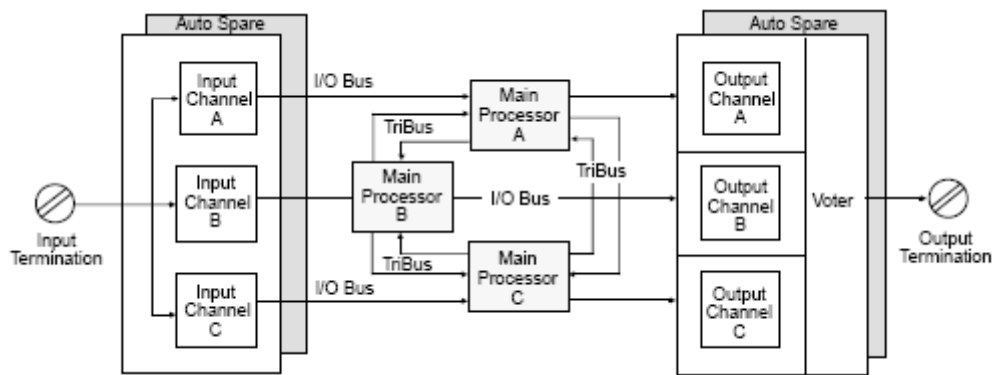 Auto Spare
Auto Spare
Input
Channel
A
I/O Bus
Main
Processor
A
Output
Channel
A
TriBus
TriBus
Input
Termination
Input
Channel
B
Main
Processor
B
I/O Bus
Output
Channel
B
Voter
Output
Termination
TriBus
Input
Channel
C
I/O Bus
Main
Processor
C
Output
Channel
C